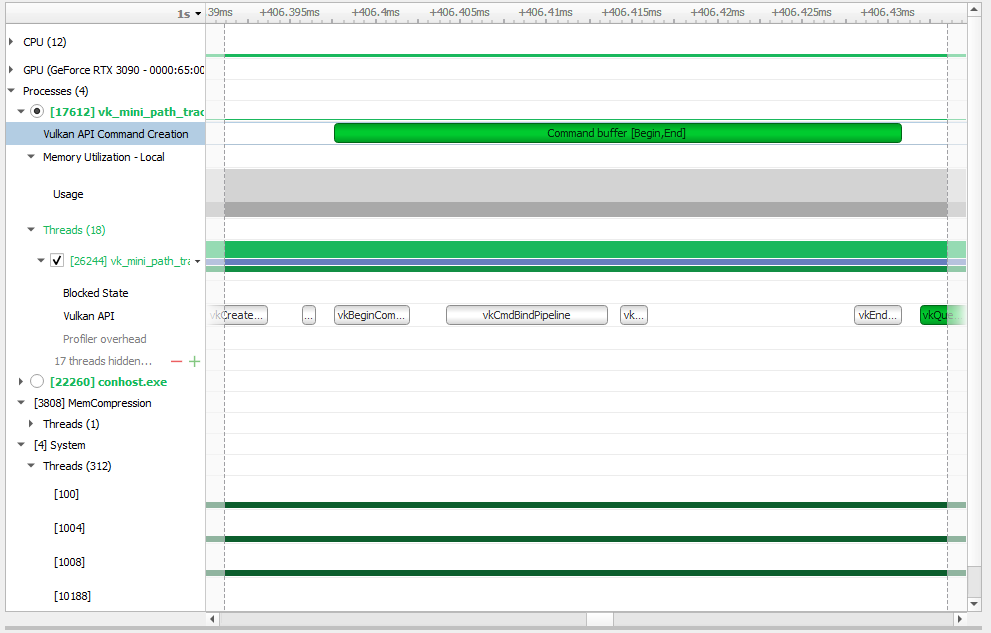 1s 39ms +406.395ms +406.4ms +406.405ms +406.41ms +406.415ms +406.42ms +406.425ms +406.43ms
CPU (12)
GPU (GeForce RTX 3090 - 0000:65:00
Processes (4)
[17612] vk_mini_path_trac
Vulkan API Command Creation Command buffer [Begin,End]
Memory Utilization - Local
Usage
Threads (18)
[26244] vk_mini_path_tra
Blocked State
Vulkan API vkCreate... ... vkBeginCom... vkCmdBindPipeline vk... vkEnd... vkQue...
Profiler overhead
17 threads hidden...
[22260] conhost.exe
[3808] MemCompression
Threads (1)
[4] System
Threads (312)
[100]
[1004]
[1008]
[10188]